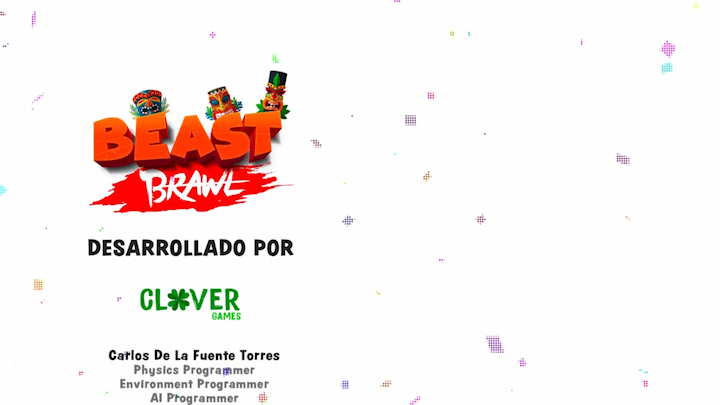 BEAST
BRAWL
DESARROLLADO POR
CLOVER
GAMES
Carlos De La Fuente Torres
Physics Programmer
Environment Programmer
AI Programmer